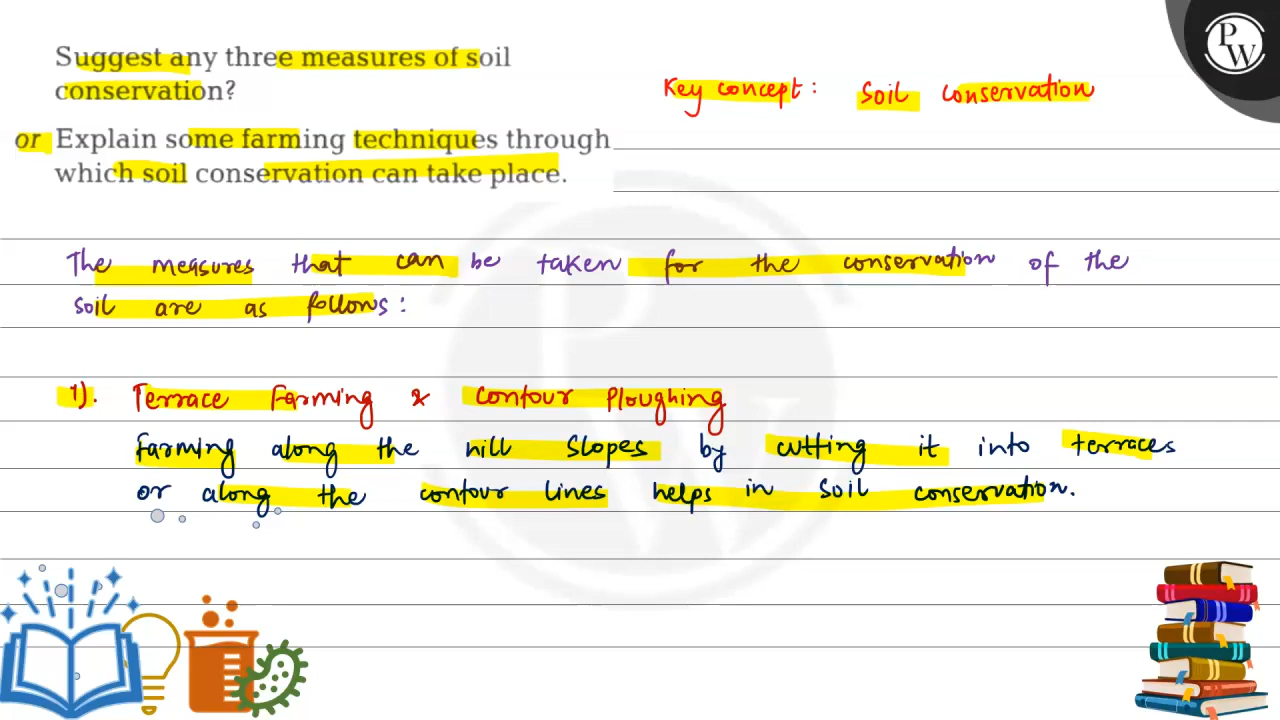 Suggest any three measures of soil
conservation?
or Explain some farming techniques through
which soil conservation can take place.
Key concept: Soil conservation
PW
The measures that can be taken for the conservation of the
soil are as follows:
1). Terrace Farming & Contour Ploughing
Farming along the hill slopes by cutting it into terraces
or along the contour lines helps in soil conservation.